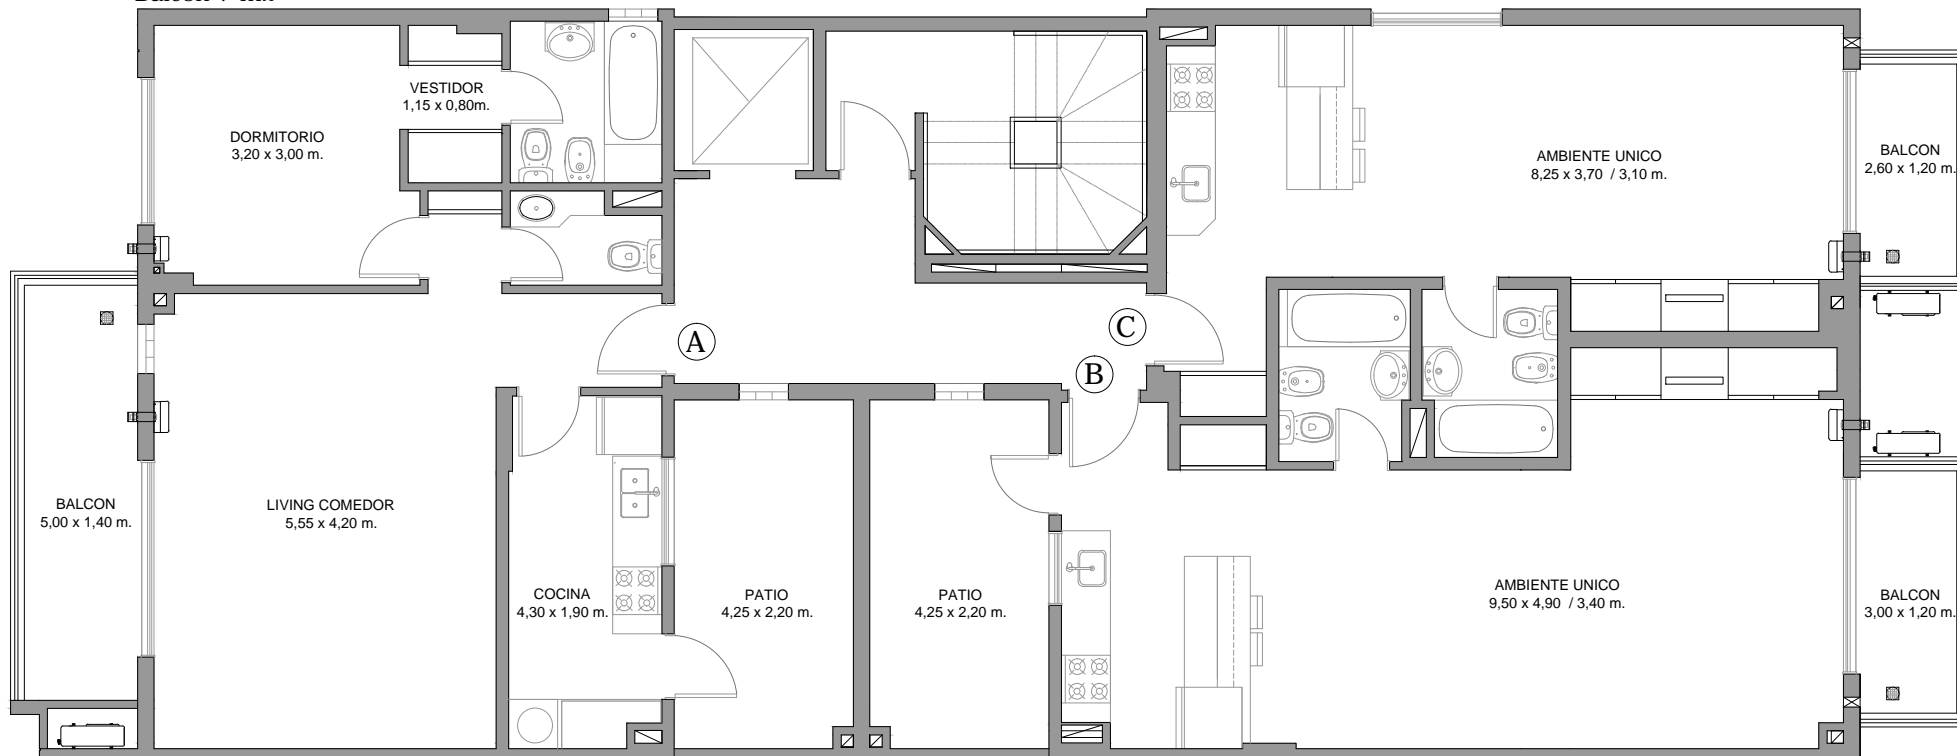 VESTIDOR
1,15 x 0,80m.
DORMITORIO
3,20 x 3,00 m.
AMBIENTE UNICO
8,25 x 3,70 / 3,10 m.
BALCON
2,60 x 1,20 m.
A
C
B
BALCON
5,00 x 1,40 m.
LIVING COMEDOR
5,55 x 4,20 m.
COCINA
4,30 x 1,90 m.
PATIO
4,25 x 2,20 m.
PATIO
4,25 x 2,20 m.
AMBIENTE UNICO
9,50 x 4,90 / 3,40 m.
BALCON
3,00 x 1,20 m.